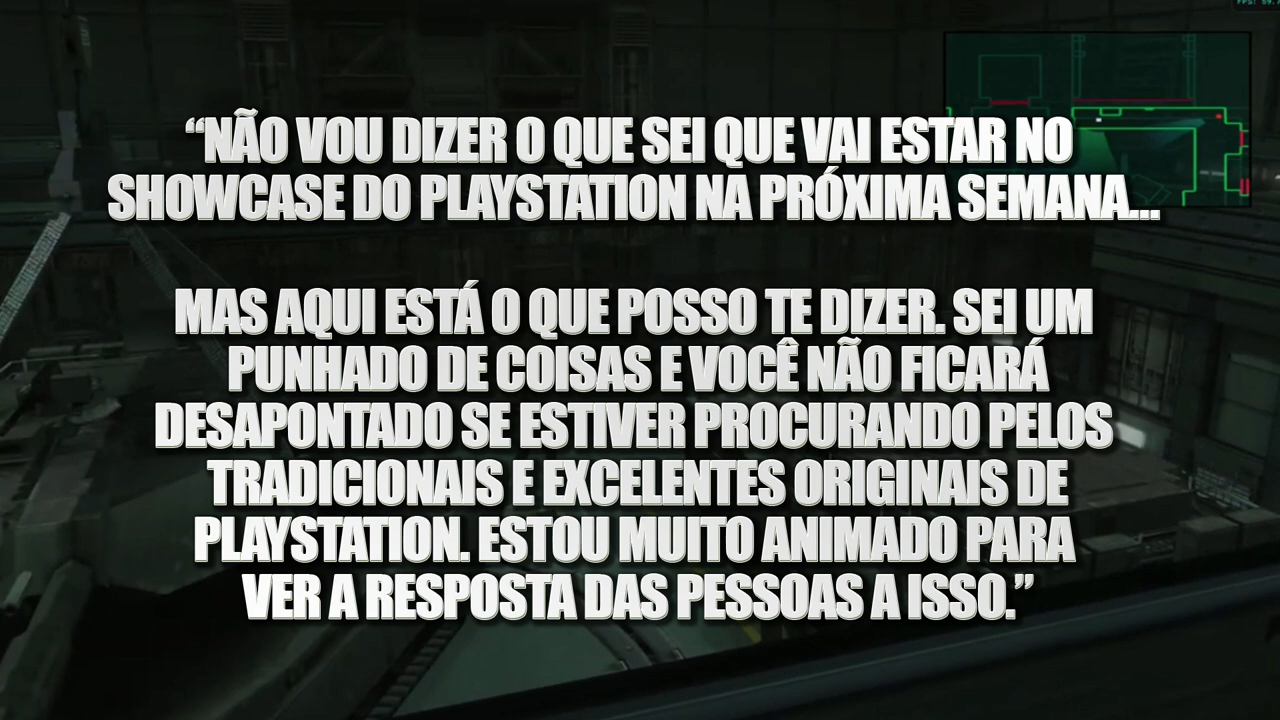 “NÃO VOU DIZER O QUE SEI QUE VAI ESTAR NO
SHOWCASE DO PLAYSTATION NA PRÓXIMA SEMANA...
MAS AQUI ESTÁ O QUE POSSO TE DIZER. SEI UM
PUNHADO DE COISAS E VOCÊ NÃO FICARÁ
DESAPONTADO SE ESTIVER PROCURANDO PELOS
TRADICIONAIS E EXCELENTES ORIGINAIS DE
PLAYSTATION. ESTOU MUITO ANIMADO PARA
VER A RESPOSTA DAS PESSOAS A ISSO.”